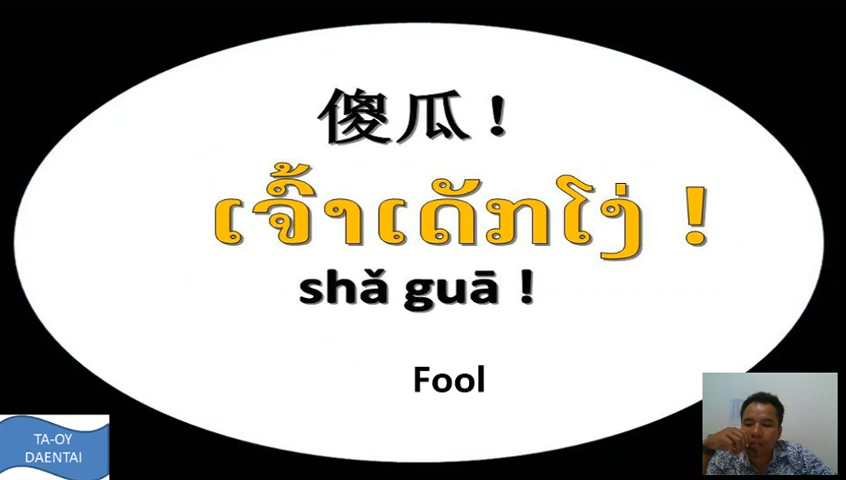 傻瓜！
ເຈົ້າເດັກໂງ່ !
shǎ guā !
Fool
TA-OY
DAENTAI